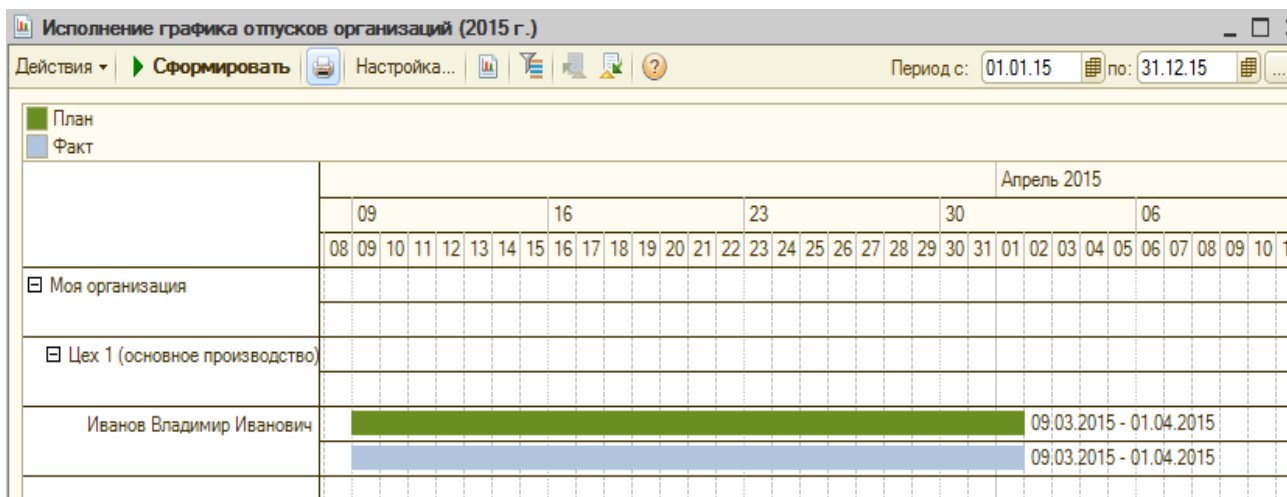 Исполнение графика отпусков организаций (2015 г.)
Действия Сформировать Настройка... Период с: 01.01.15 по: 31.12.15 ...
План
Факт
Апрель 2015
09 16 23 30 06
08 09 10 11 12 13 14 15 16 17 18 19 20 21 22 23 24 25 26 27 28 29 30 31 01 02 03 04 05 06 07 08 09 10
Моя организация
Цех 1 (основное производство)
Иванов Владимир Иванович 09.03.2015 - 01.04.2015
09.03.2015 - 01.04.2015